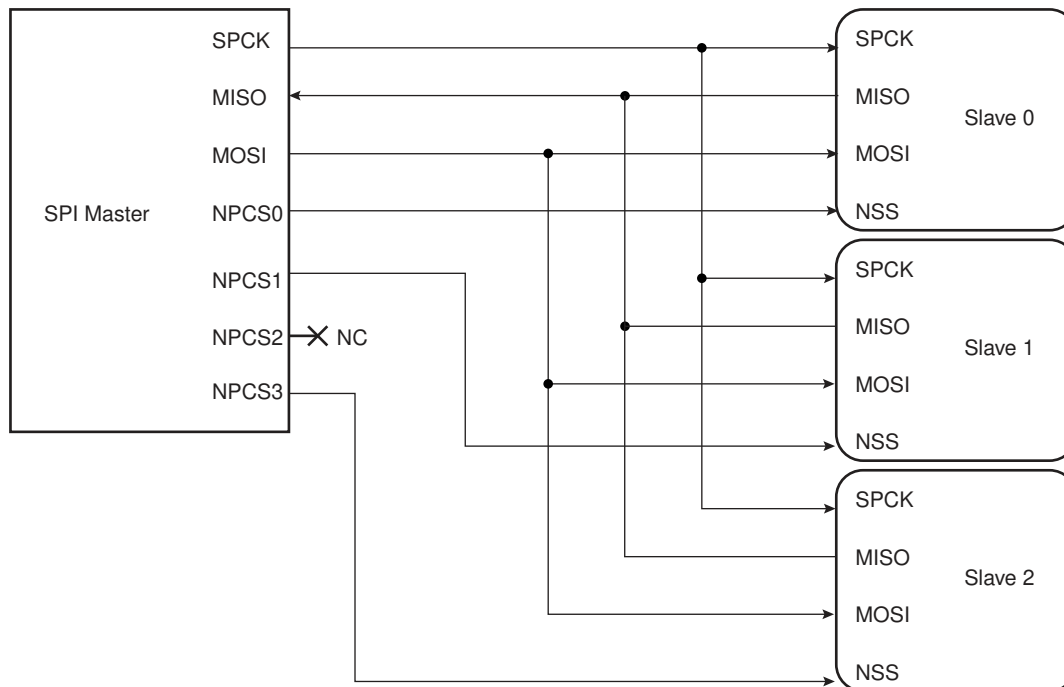 SPI Master
SPCK
MISO
MOSI
NPCS0
NPCS1
NPCS2
NC
NPCS3
SPCK
MISO
Slave 0
MOSI
NSS
SPCK
MISO
Slave 1
MOSI
NSS
SPCK
MISO
Slave 2
MOSI
NSS